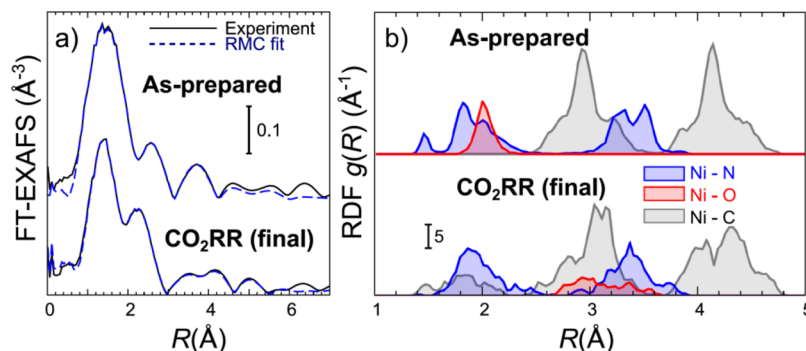 a)
Experiment
RMC fit
As-prepared
0.1
CO₂RR (final)
FT-EXAFS (Å⁻³)
0 2 4 6
R(Å)
b)
As-prepared
Ni - N
Ni - O
Ni - C
CO₂RR (final)
5
RDF g(R) (Å⁻¹)
1 2 3 4 5
R(Å)